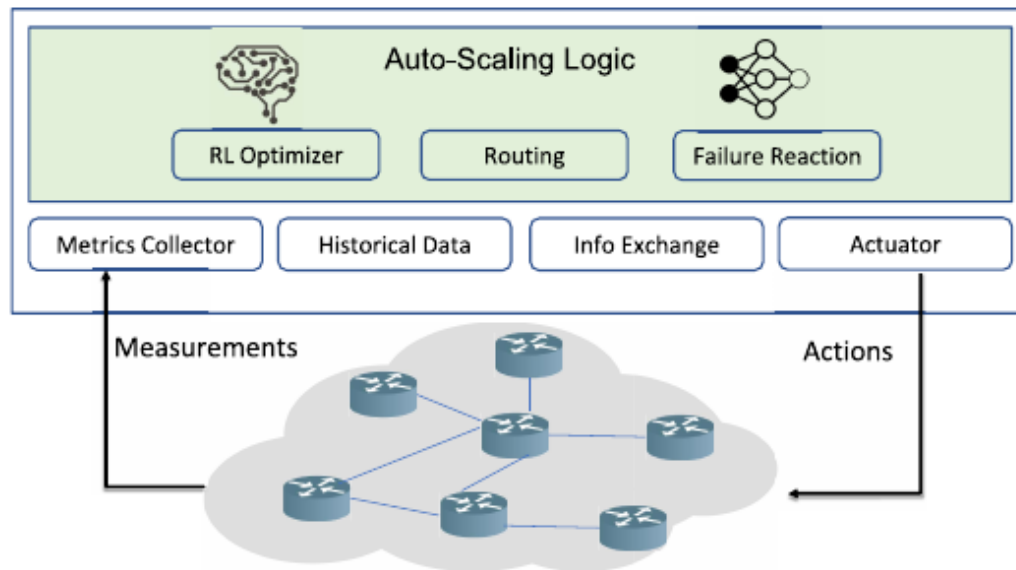 Auto-Scaling Logic
RL Optimizer
Routing
Failure Reaction
Metrics Collector
Historical Data
Info Exchange
Actuator
Measurements
Actions